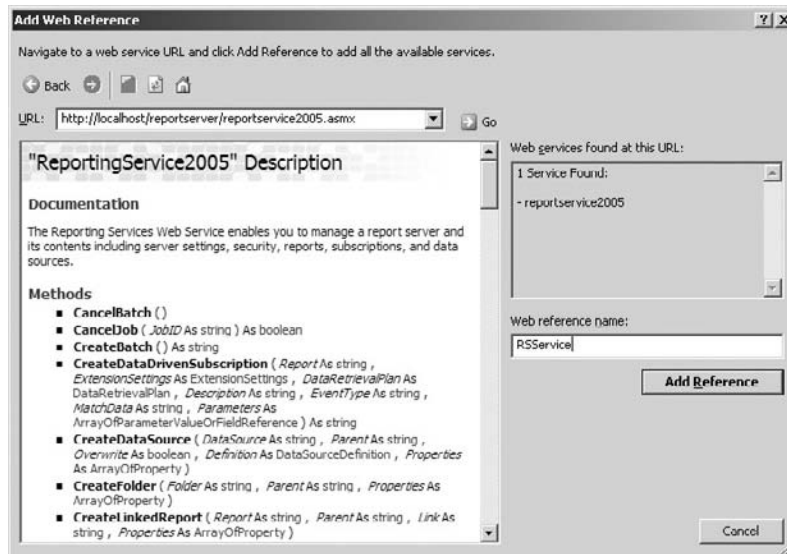 Add Web Reference
Navigate to a web service URL and click Add Reference to add all the available services.
Back
URL: http://localhost/reportserver/reportservice2005.asmx Go
"ReportingService2005" Description
Documentation
The Reporting Services Web Service enables you to manage a report server and
its contents including server settings, security, reports, subscriptions, and data
sources.
Methods
■ CancelBatch ()
■ CancelJob ( JobID As string ) As boolean
■ CreateBatch () As string
■ CreateDataDrivenSubscription ( Report As string ,
ExtensionSettings As ExtensionSettings , DataRetrievalPlan As
DataRetrievalPlan , Description As string , EventType As string ,
MatchData As string , Parameters As
ArrayOfParameterValueOrFieldReference ) As string
■ CreateDataSource ( DataSource As string , Parent As string ,
Overwrite As boolean , Definition As DataSourceDefinition , Properties
As ArrayOfProperty )
■ CreateFolder ( Folder As string , Parent As string , Properties As
ArrayOfProperty )
■ CreateLinkedReport ( Report As string , Parent As string , Link As
string , Properties As ArrayOfProperty )
Web services found at this URL:
1 Service Found:
- reportservice2005
Web reference name:
RSService
Add Reference
Cancel